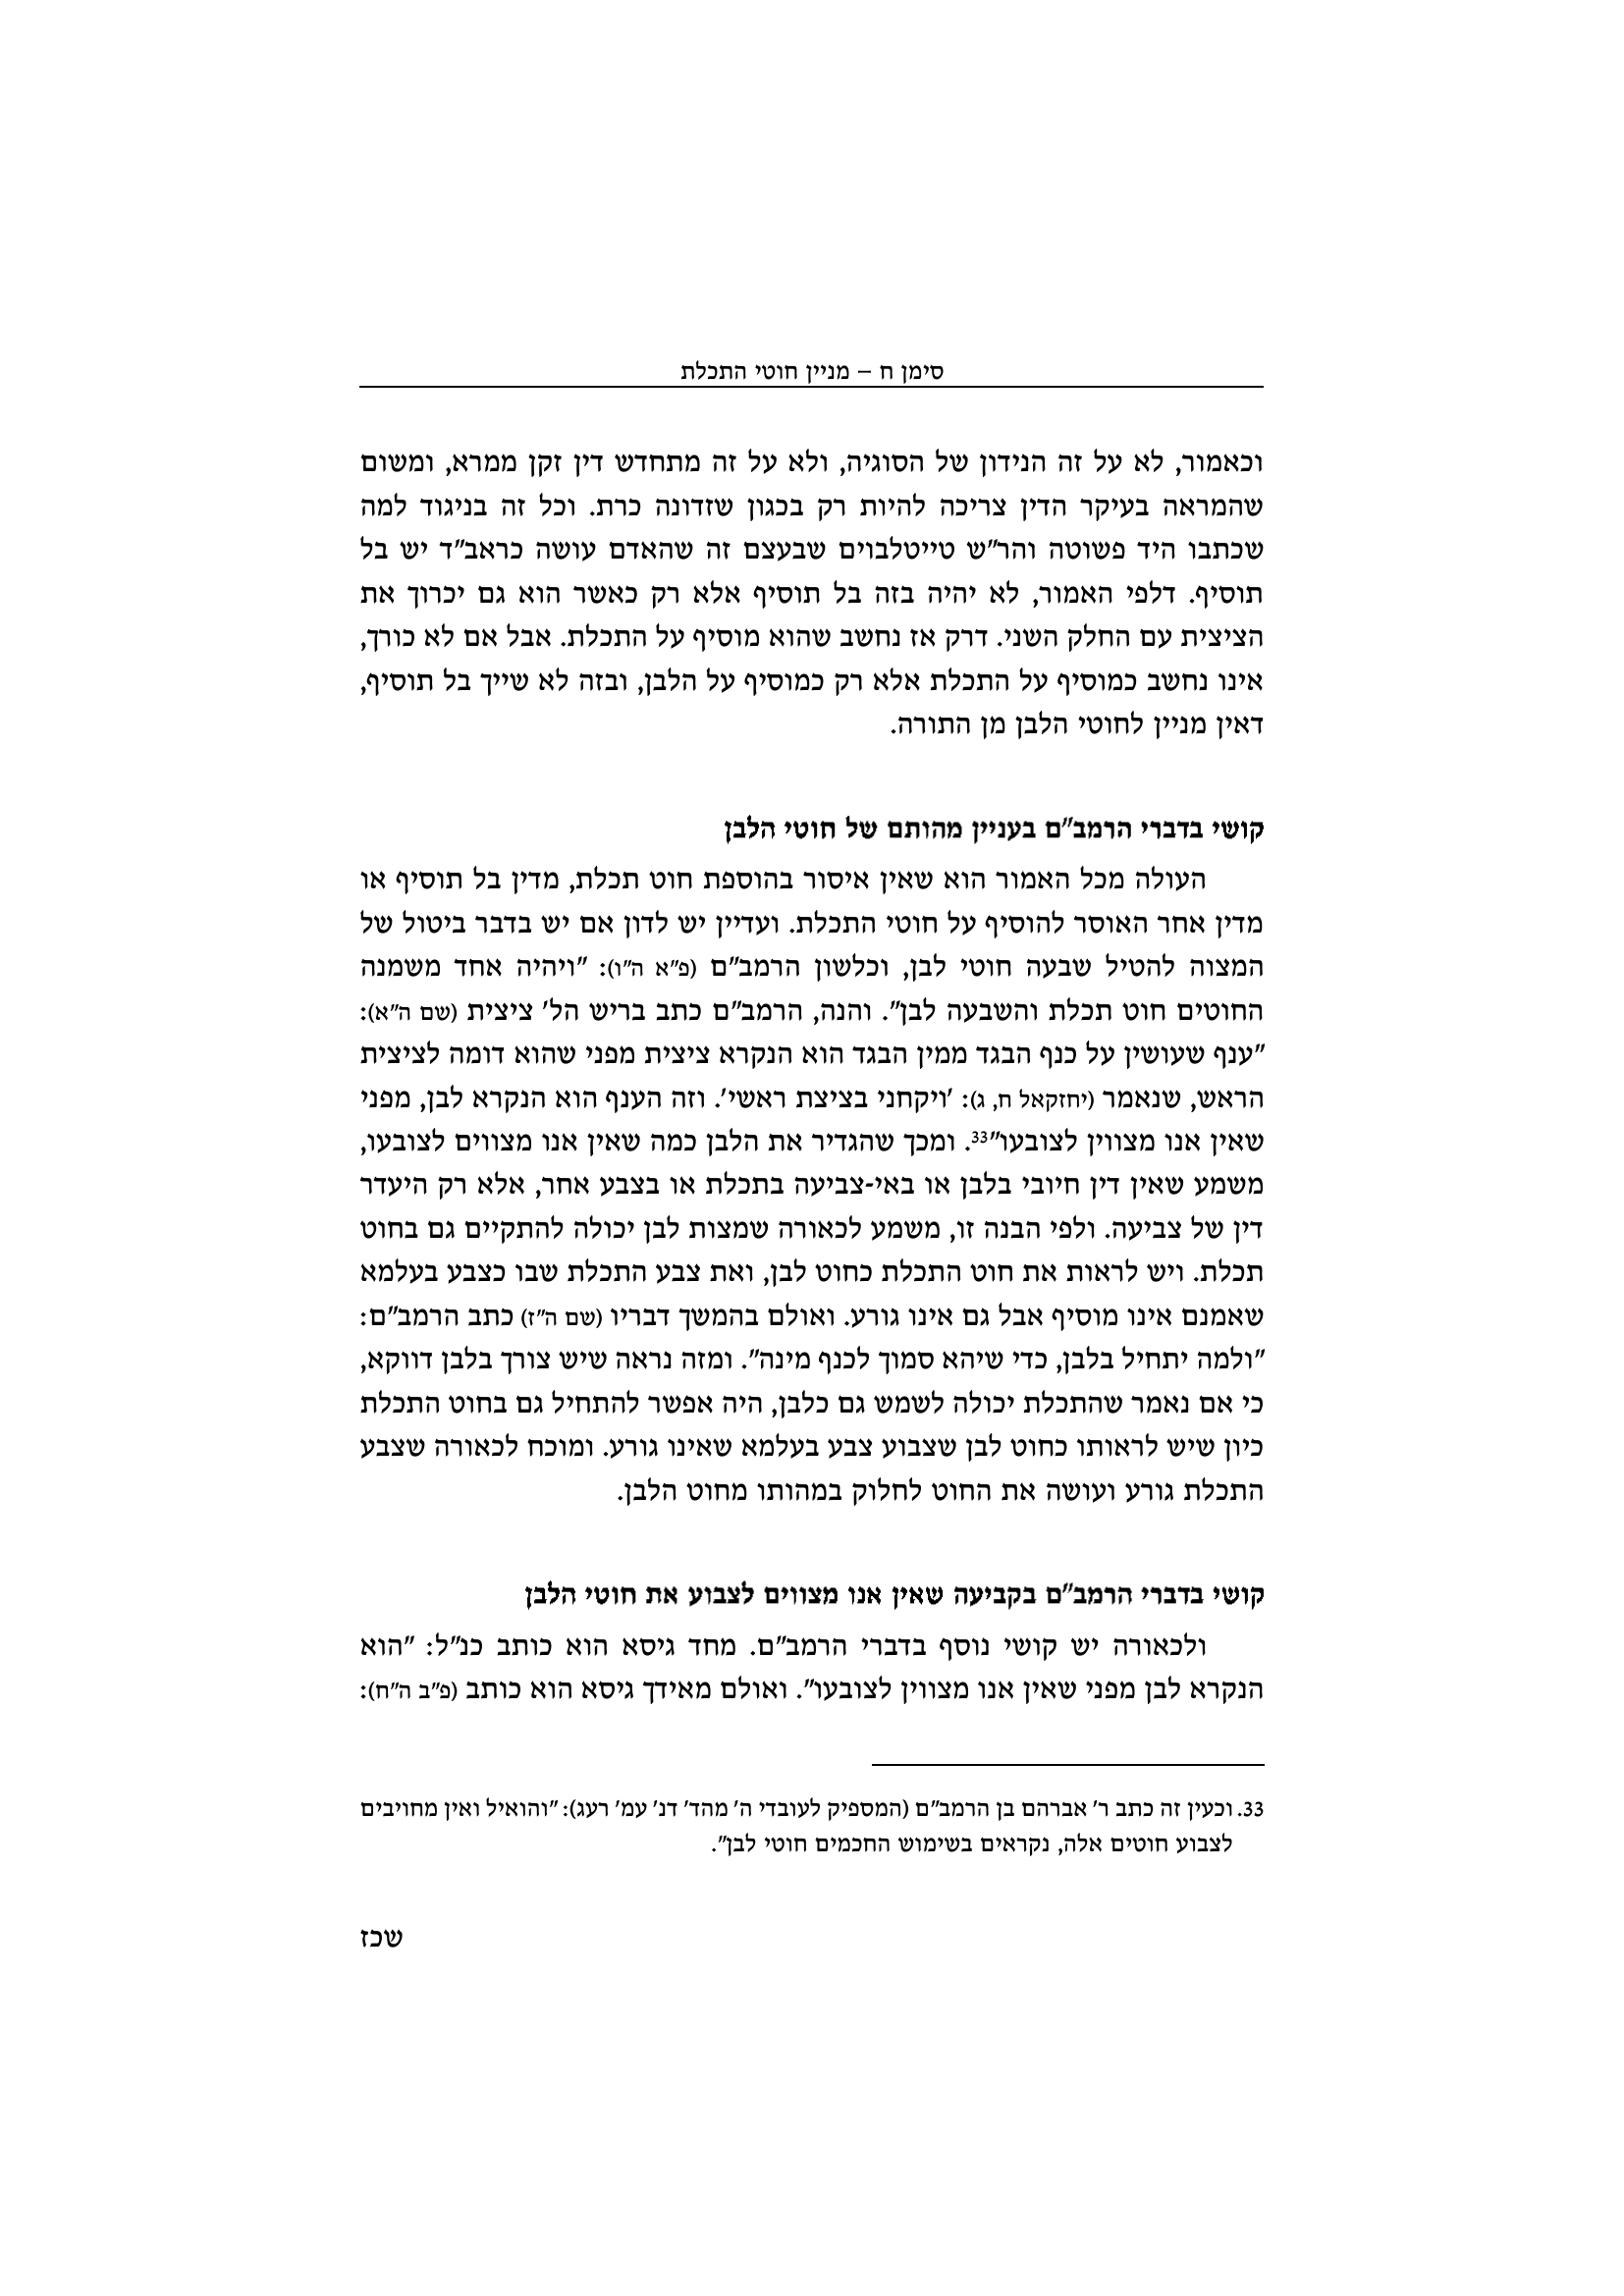 סימן ח – מניין חוטי התכלת
וכאמור, לא על זה הנידון של הסוגיה, ולא על זה מתחדש דין זקן ממרא, ומשום
שהמראה בעיקר הדין צריכה להיות רק בכגון שזדונה כרת. וכל זה בניגוד למה
שכתבו היד פשוטה והר"ש טייטלבוים שבעצם זה שהאדם עושה כראב"ד יש בל
תוסיף. דלפי האמור, לא יהיה בזה בל תוסיף אלא רק כאשר הוא גם יכרוך את
הציצית עם החלק השני. דרק אז נחשב שהוא מוסיף על התכלת. אבל אם לא כורך,
אינו נחשב כמוסיף על התכלת אלא רק כמוסיף על הלבן, ובזה לא שייך בל תוסיף,
דאין מניין לחוטי הלבן מן התורה.
קושי בדברי הרמב"ם בעניין מהותם של חוטי הלבן
העולה מכל האמור הוא שאין איסור בהוספת חוט תכלת, מדין בל תוסיף או
מדין אחר האוסר להוסיף על חוטי התכלת. ועדיין יש לדון אם יש בדבר ביטול של
המצוה להטיל שבעה חוטי לבן, וכלשון הרמב"ם (פ"א ה"ו): "ויהיה אחד משמנה
החוטים חוט תכלת והשבעה לבן". והנה, הרמב"ם כתב בריש הל' ציצית (שם ה"א):
"ענף שעושין על כנף הבגד ממין הבגד הוא הנקרא ציצית מפני שהוא דומה לציצית
הראש, שנאמר (יחזקאל ח, ג): 'ויקחני בציצת ראשי'. וזה הענף הוא הנקרא לבן, מפני
שאין אנו מצווין לצובעו"33. ומכך שהגדיר את הלבן כמה שאין אנו מצווים לצובעו,
משמע שאין דין חיובי בלבן או באי-צביעה בתכלת או בצבע אחר, אלא רק היעדר
דין של צביעה. ולפי הבנה זו, משמע לכאורה שמצות לבן יכולה להתקיים גם בחוט
תכלת. ויש לראות את חוט התכלת כחוט לבן, ואת צבע התכלת שבו כצבע בעלמא
שאמנם אינו מוסיף אבל גם אינו גורע. ואולם בהמשך דבריו (שם ה"ז) כתב הרמב"ם:
"ולמה יתחיל בלבן, כדי שיהא סמוך לכנף מינה". ומזה נראה שיש צורך בלבן דווקא,
כי אם נאמר שהתכלת יכולה לשמש גם כלבן, היה אפשר להתחיל גם בחוט התכלת
כיון שיש לראותו כחוט לבן שצבוע צבע בעלמא שאינו גורע. ומוכח לכאורה שצבע
התכלת גורע ועושה את החוט לחלוק במהותו מחוט הלבן.
קושי בדברי הרמב"ם בקביעה שאין אנו מצווים לצבוע את חוטי הלבן
ולכאורה יש קושי נוסף בדברי הרמב"ם. מחד גיסא הוא כותב כנ"ל: "הוא
הנקרא לבן מפני שאין אנו מצווין לצובעו". ואולם מאידך גיסא הוא כותב (פ"ב ה"ח):
33. וכעין זה כתב ר' אברהם בן הרמב"ם (המספיק לעובדי ה' מהד' דנ' עמ' רעג): "והואיל ואין מחויבים
לצבוע חוטים אלה, נקראים בשימוש החכמים חוטי לבן".
שכז